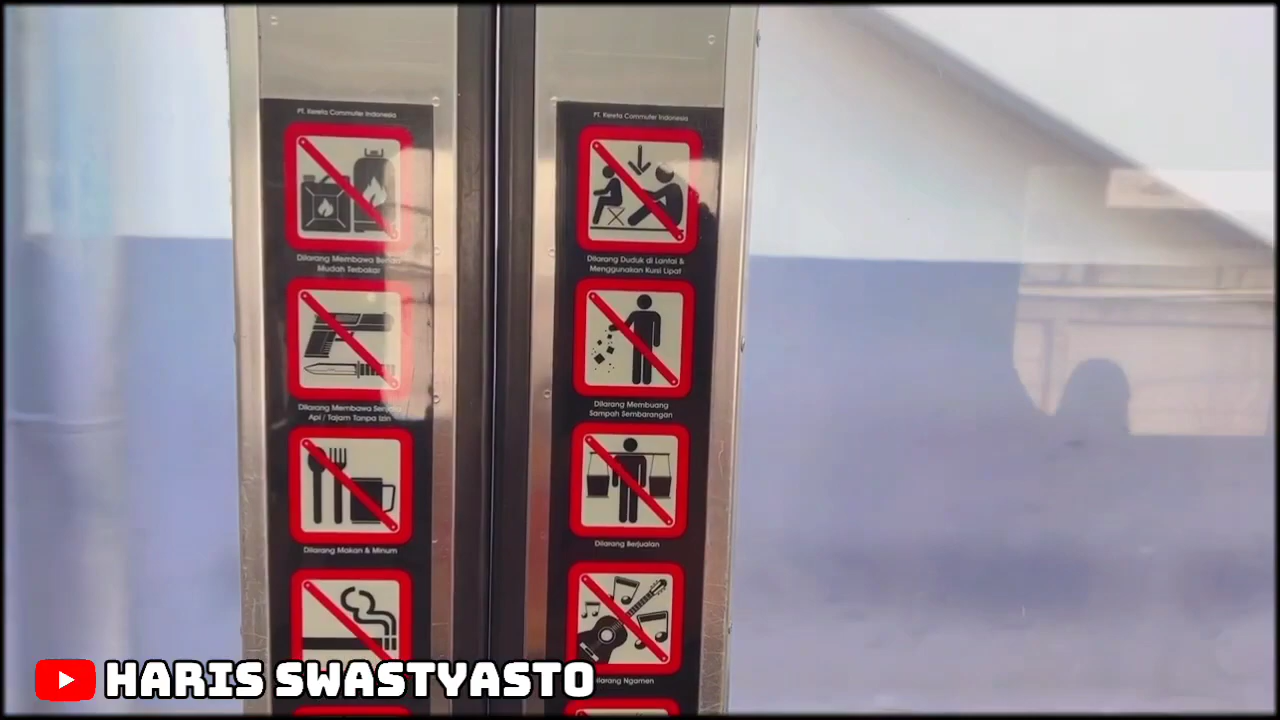 PT. Kereta Commuter Indonesia
Dilarang Membawa Benda
Mudah Terbakar
Dilarang Membawa
Api / Tajam Tanpa Izin
Dilarang Makan & Minum
PT. Kereta Commuter Indonesia
Dilarang Duduk di Lantai &
Menggunakan Kursi Lipat
Dilarang Membuang
Sampah Sembarangan
Dilarang Berjualan
Dilarang Ngamen
HARIS SWASTYASTO